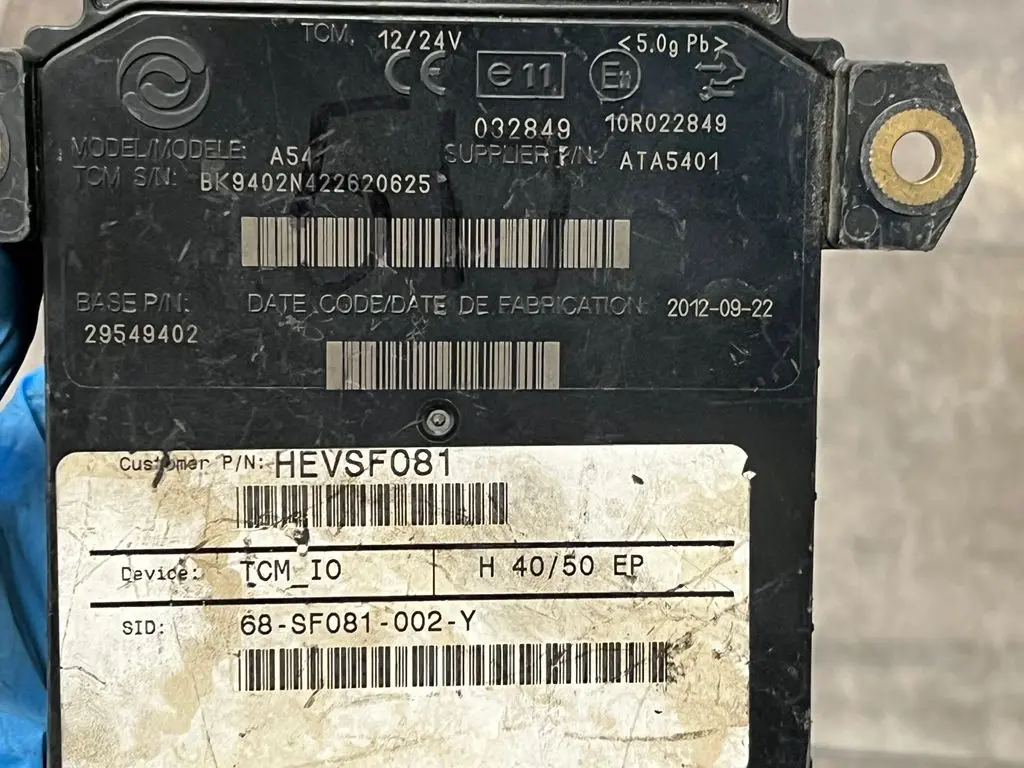 TCM, 12/24V <5.0g Pb>
CE e11 E11
032849 10R022849
MODEL/MODELE: A54 SUPPLIER P/N: ATA5401
TCM S/N: BK9402N422620625
BASE P/N: DATE CODE/DATE DE FABRICATION: 2012-09-22
29549402
Customer P/N: HEVSF081
Device: TCM_IO H 40/50 EP
SID: 68-SF081-002-Y